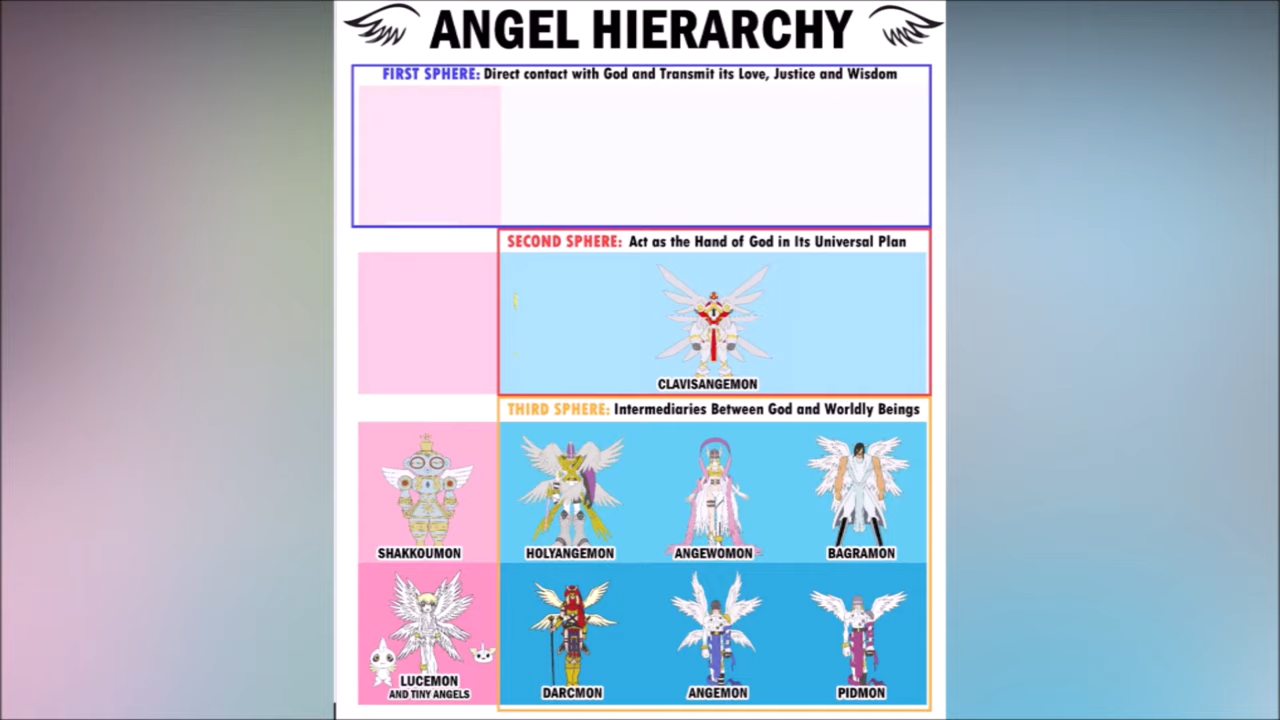 ANGEL HIERARCHY
FIRST SPHERE: Direct contact with God and Transmit its Love, Justice and Wisdom
SECOND SPHERE: Act as the Hand of God in Its Universal Plan
CLAVISANGEMON
THIRD SPHERE: Intermediaries Between God and Worldly Beings
SHAKKOUMON
HOLYANGEMON
ANGEWOMON
BAGRAMON
LUCEMON
AND TINY ANGELS
DARCMON
ANGEMON
PIDMON